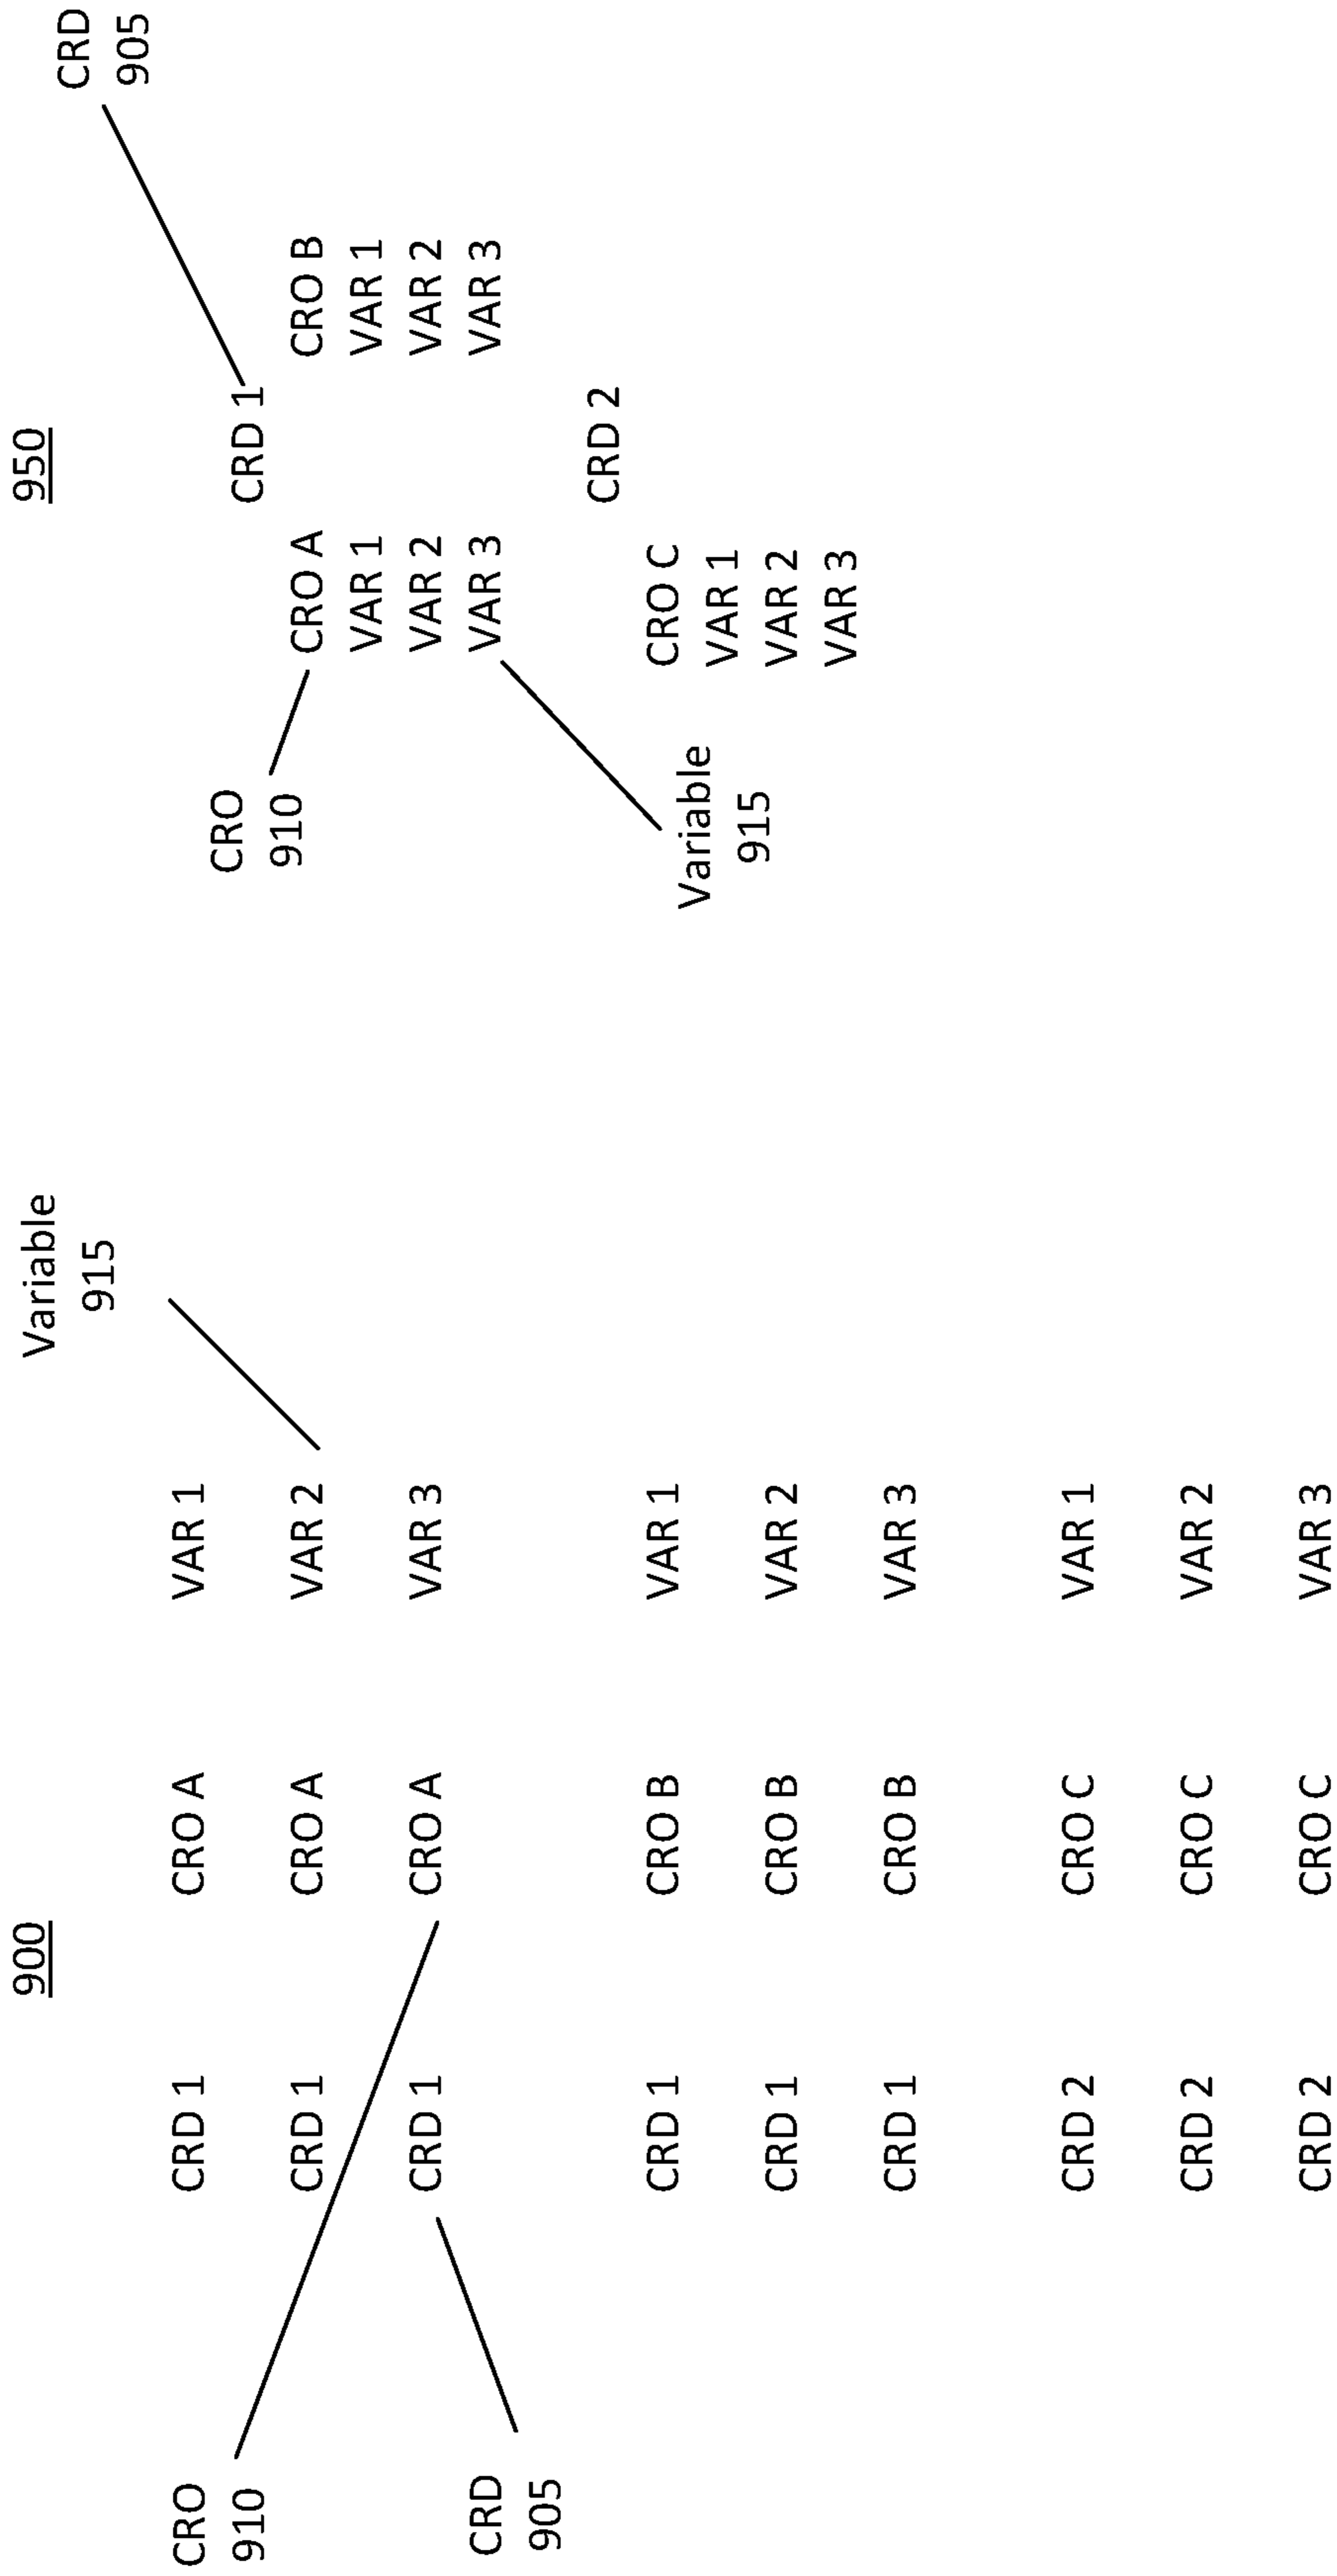 900
CRO
910
CRD
905
Variable
915
CRD 1 CRO A VAR 1
CRD 1 CRO A VAR 2
CRD 1 CRO A VAR 3
CRD 1 CRO B VAR 1
CRD 1 CRO B VAR 2
CRD 1 CRO B VAR 3
CRD 2 CRO C VAR 1
CRD 2 CRO C VAR 2
CRD 2 CRO C VAR 3
950
CRD
905
CRO
910
CRD 1
CRO A CRO B
VAR 1 VAR 1
VAR 2 VAR 2
VAR 3 VAR 3
CRD 2
CRO C
VAR 1
VAR 2
VAR 3
Variable
915